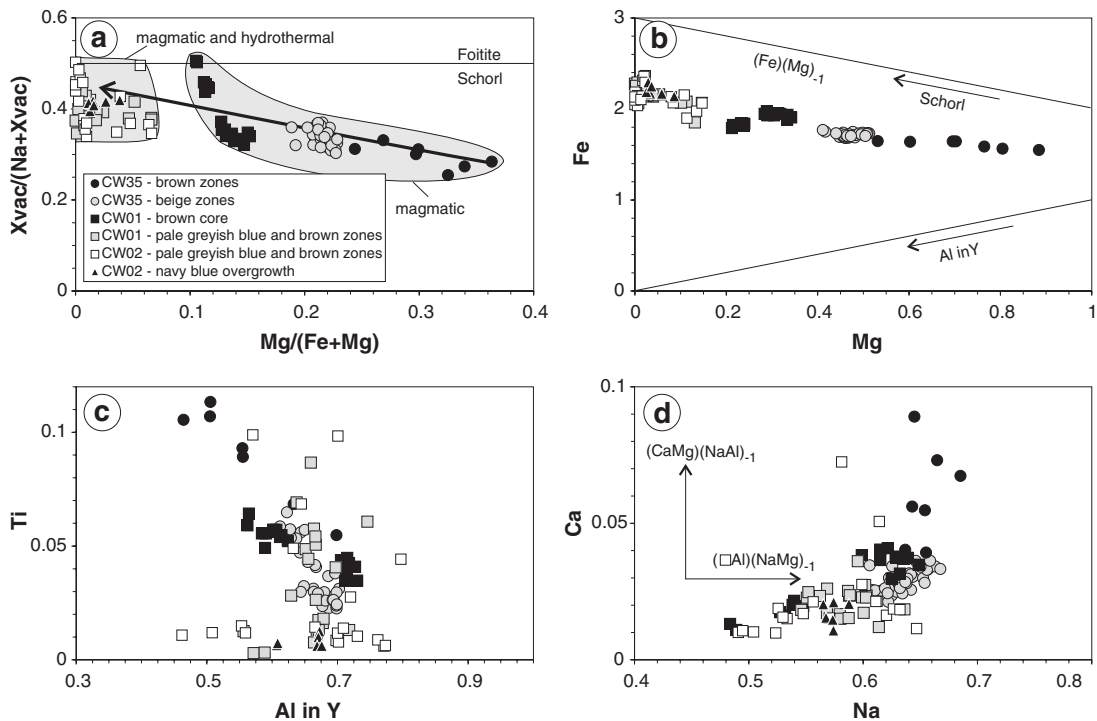 a
magmatic and hydrothermal
Foitite
Schorl
magmatic
0.6
0.4
0.2
0
Xvac/(Na+Xvac)
CW35 - brown zones
CW35 - beige zones
CW01 - brown core
CW01 - pale greyish blue and brown zones
CW02 - pale greyish blue and brown zones
CW02 - navy blue overgrowth
0
0.1
0.2
0.3
0.4
Mg/(Fe+Mg)
b
3
2
1
0
Fe
(Fe)(Mg)-1
Schorl
Al inY
0
0.2
0.4
0.6
0.8
1
Mg
c
0.1
0.05
0
Ti
0.3
0.5
0.7
0.9
Al in Y
d
0.1
0.05
0
Ca
(CaMg)(NaAl)-1
(□Al)(NaMg)-1
0.4
0.5
0.6
0.7
0.8
Na